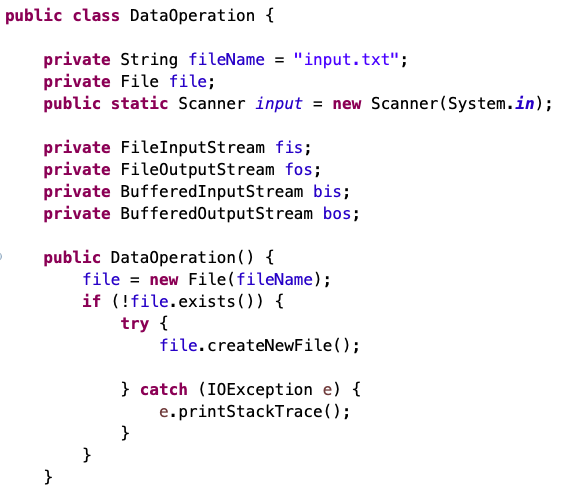 public class DataOperation {
private String fileName = "input.txt";
private File file;
public static Scanner input = new Scanner(System.in);
private FileInputStream fis;
private FileOutputStream fos;
private BufferedInputStream bis;
private BufferedOutputStream bos;
public DataOperation() {
file = new File(fileName);
if (!file.exists()) {
try {
file.createNewFile();
} catch (IOException e) {
e.printStackTrace();
}
}
}